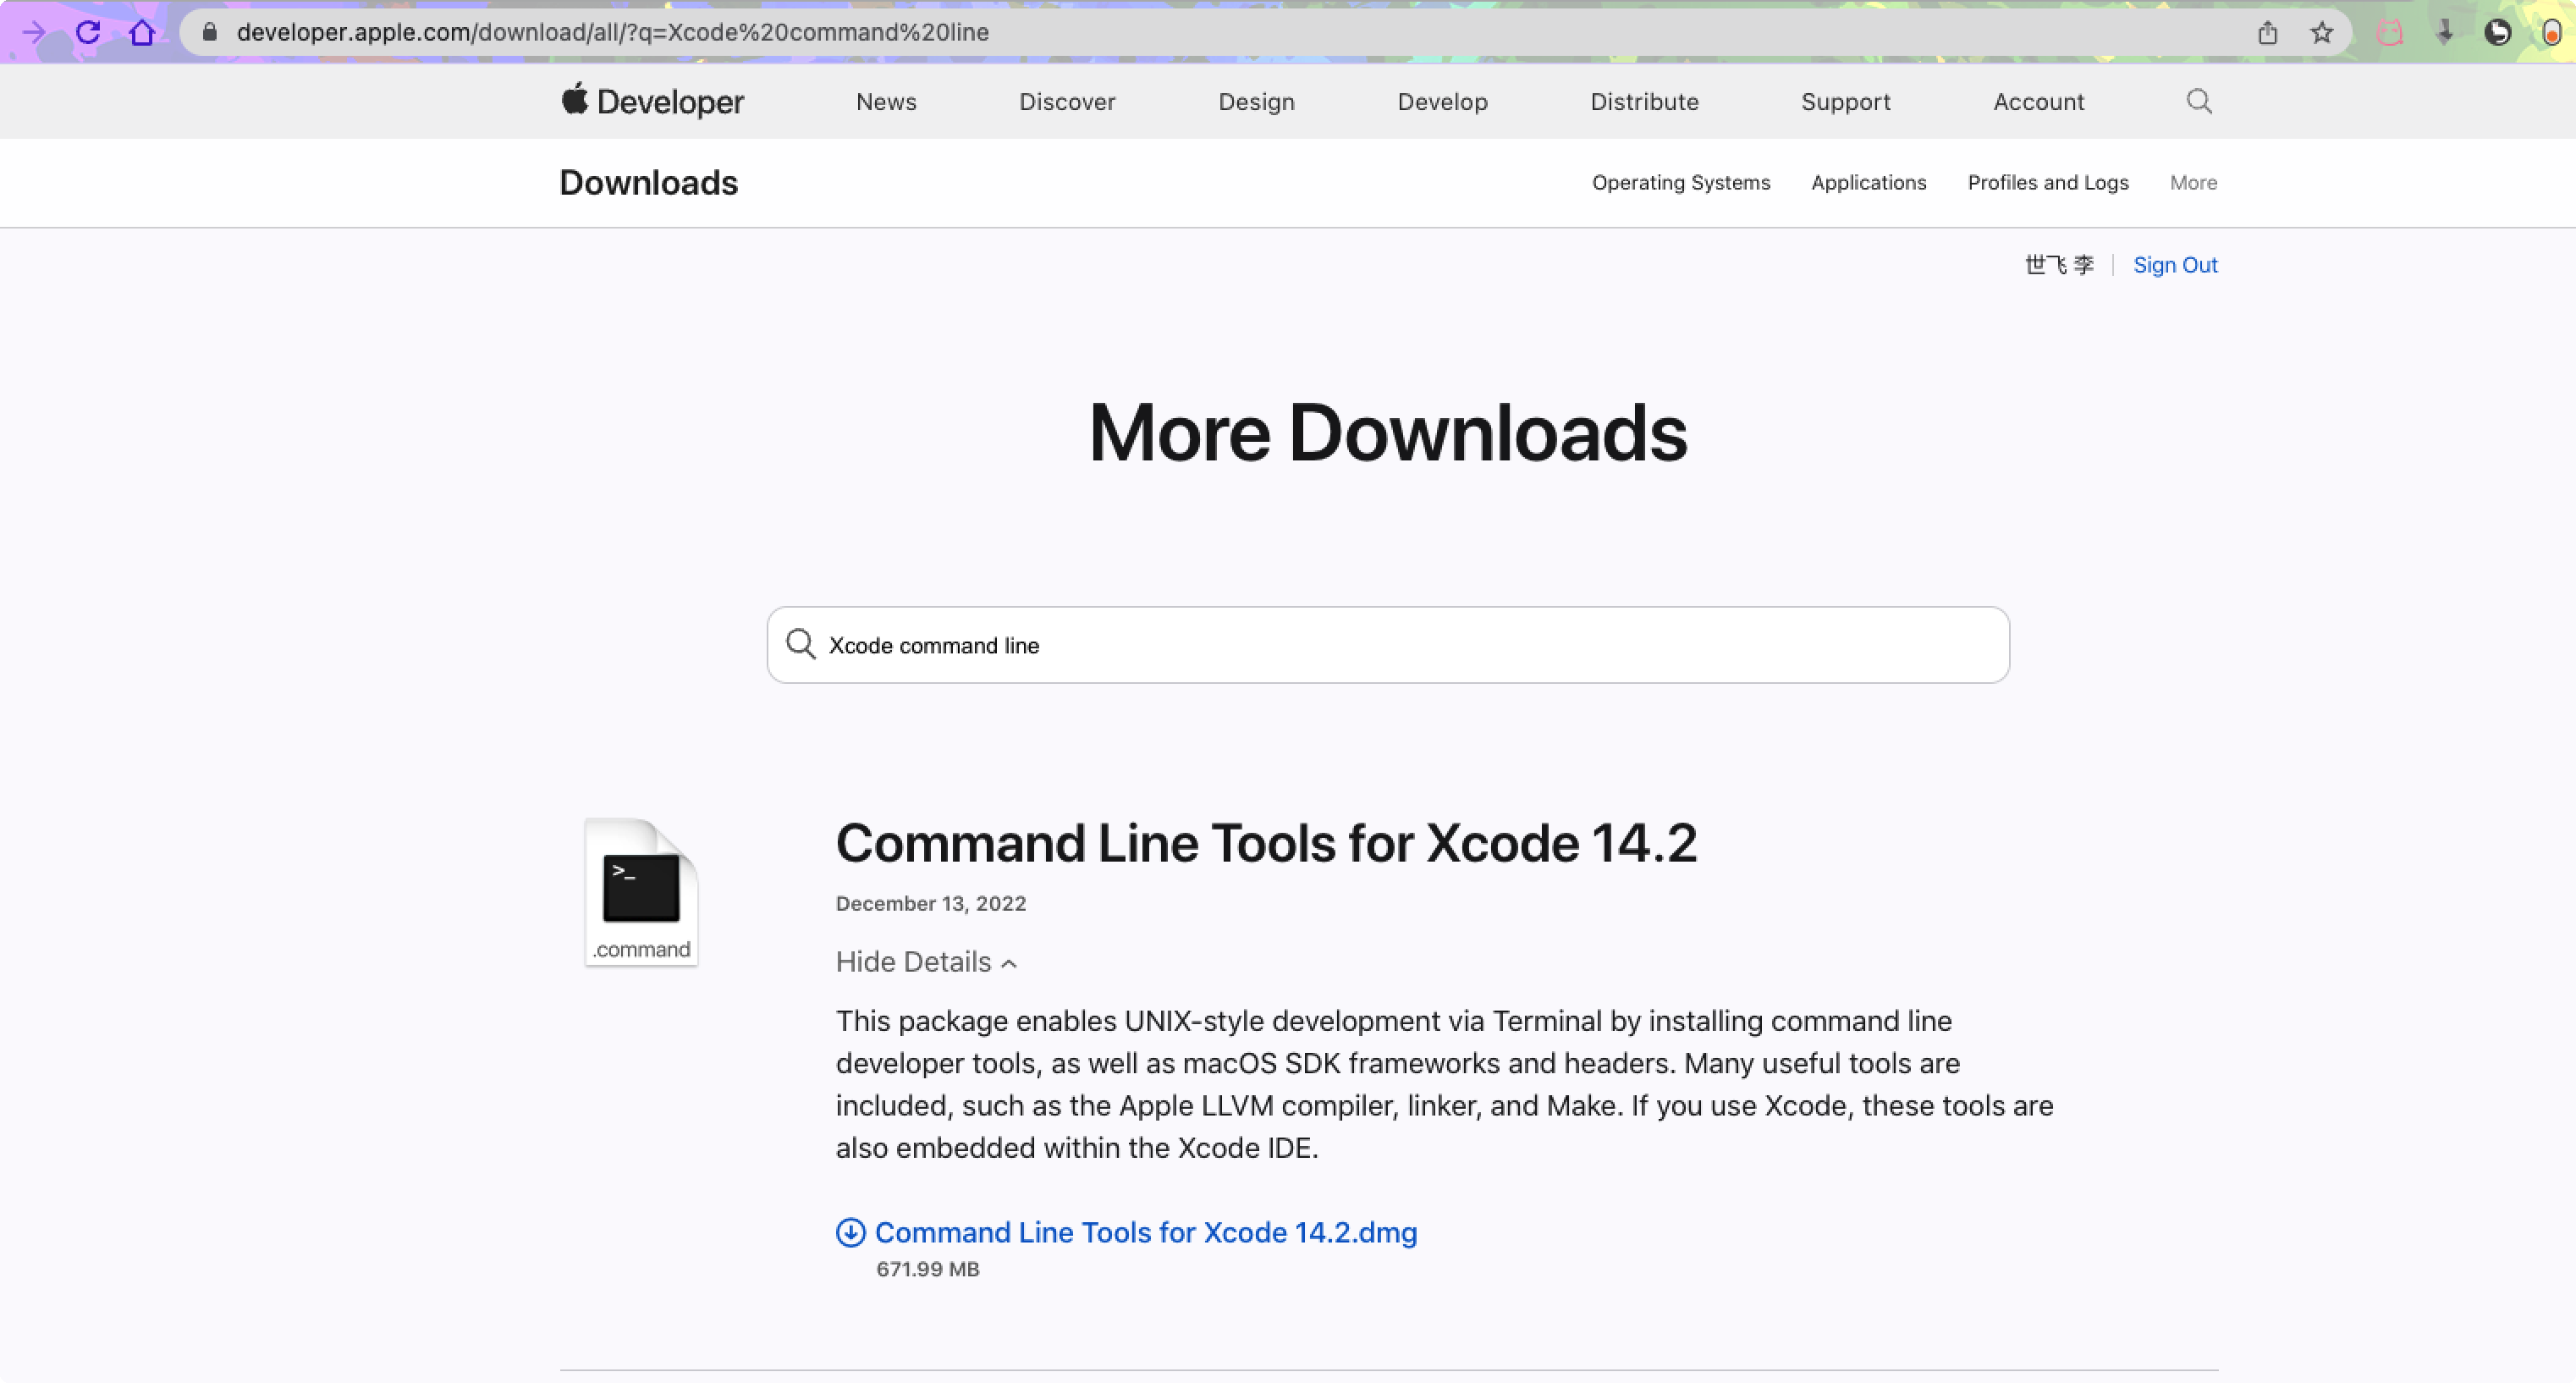 developer.apple.com/download/all/?q=Xcode%20command%20line
Developer News Discover Design Develop Distribute Support Account
Downloads Operating Systems Applications Profiles and Logs More
世飞 李 Sign Out
More Downloads
Xcode command line
Command Line Tools for Xcode 14.2
December 13, 2022
Hide Details
This package enables UNIX-style development via Terminal by installing command line
developer tools, as well as macOS SDK frameworks and headers. Many useful tools are
included, such as the Apple LLVM compiler, linker, and Make. If you use Xcode, these tools are
also embedded within the Xcode IDE.
>_
.command
Command Line Tools for Xcode 14.2.dmg
671.99 MB